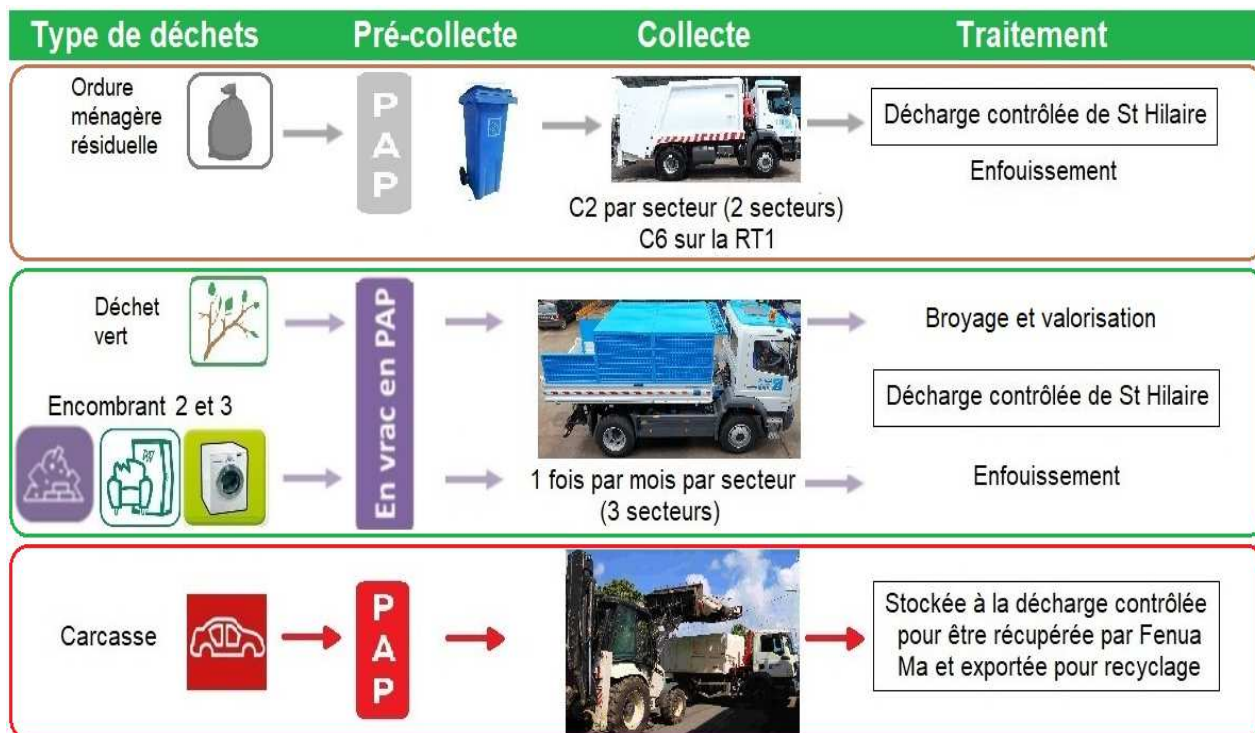 Type de déchets Pré-collecte Collecte Traitement
Ordure
ménagère
résiduelle
P
A
P
C2 par secteur (2 secteurs)
C6 sur la RT1
Décharge contrôlée de St Hilaire
Enfouissement
Déchet
vert
Encombrant 2 et 3
En vrac en PAP
1 fois par mois par secteur
(3 secteurs)
Broyage et valorisation
Décharge contrôlée de St Hilaire
Enfouissement
Carcasse
P
A
P
Stockée à la décharge contrôlée
pour être récupérée par Fenua
Ma et exportée pour recyclage